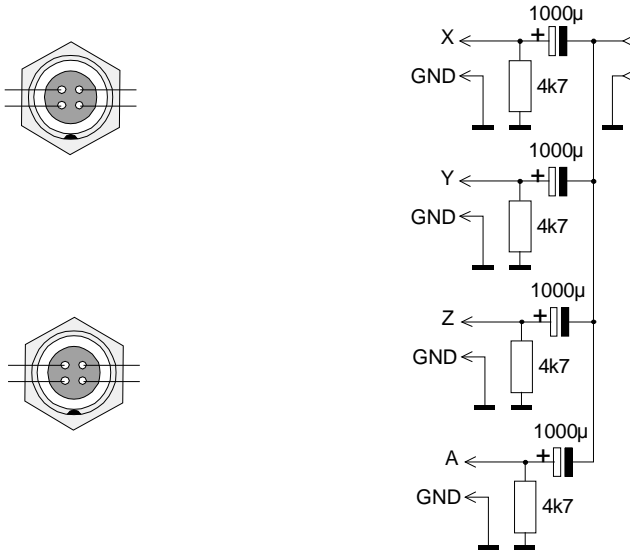 1000µ
X
+
GND
4k7
1000µ
Y
+
GND
4k7
1000µ
Z
+
GND
4k7
1000µ
A
+
GND
4k7